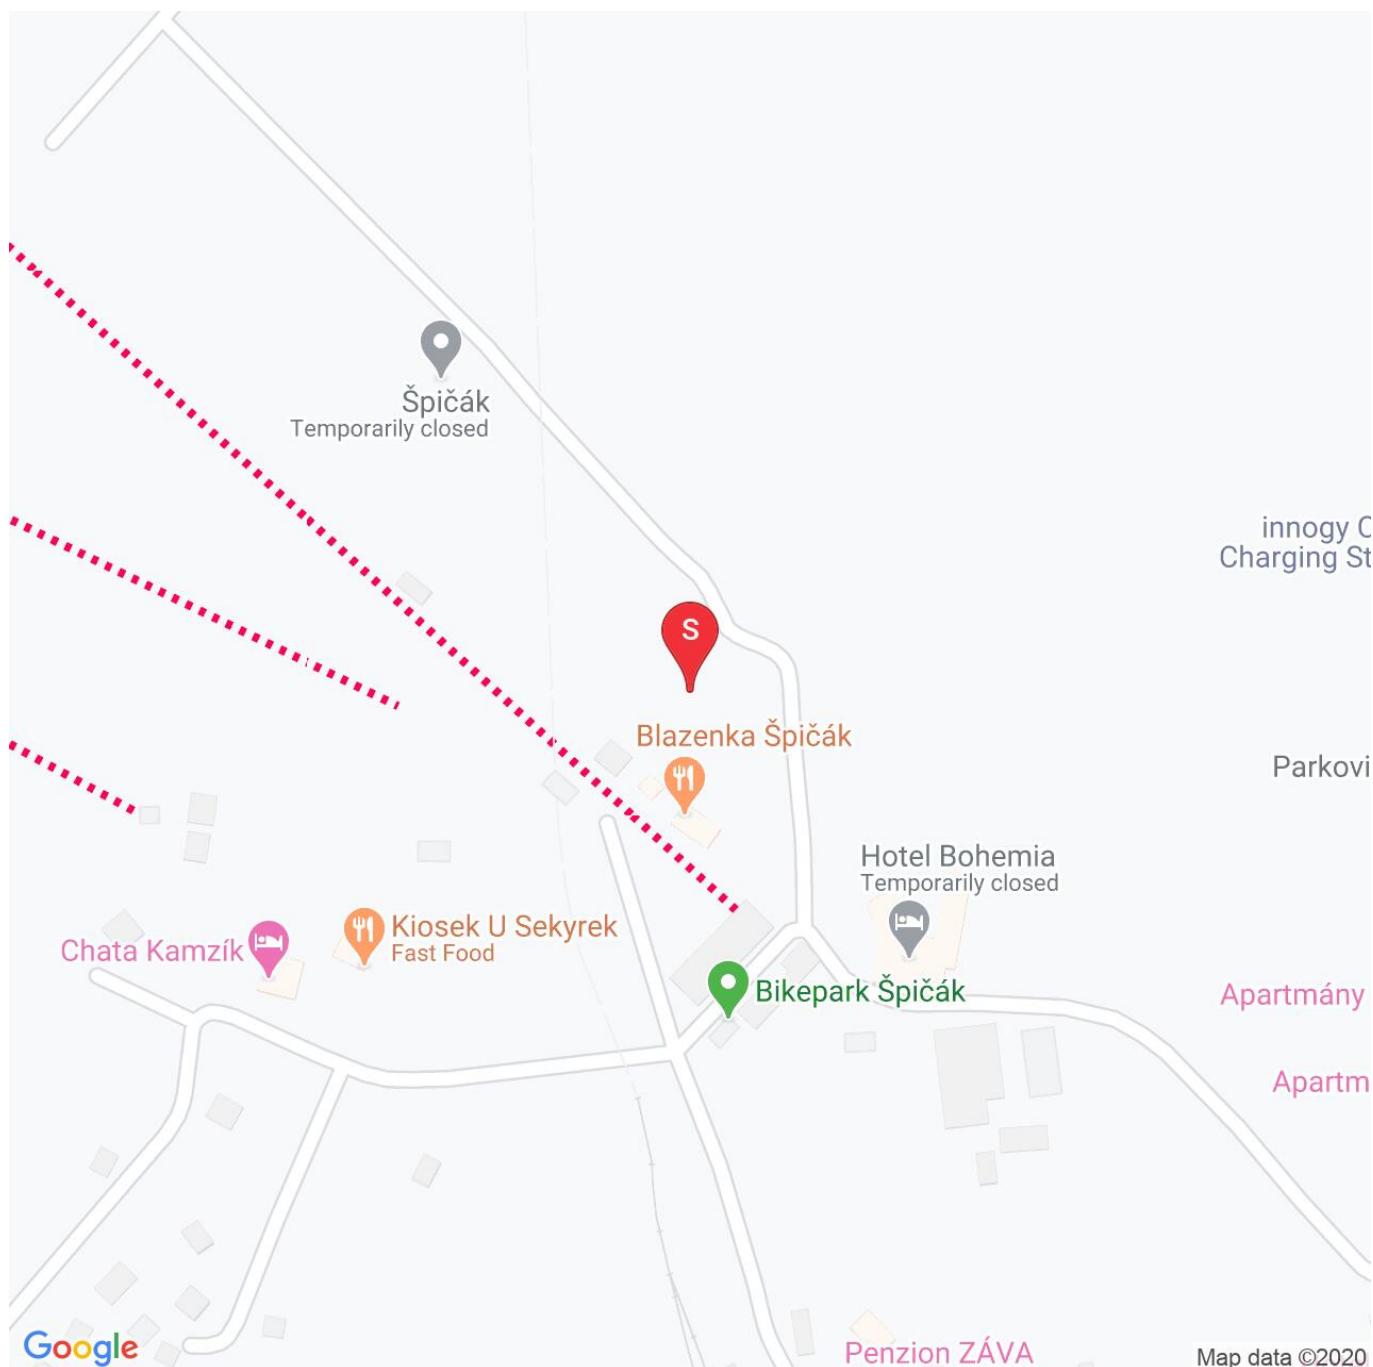 Špičák
Temporarily closed
innogy
Charging St
S
Blazenka Špičák
Parkovi
Hotel Bohemia
Temporarily closed
Kiosek U Sekyrek
Fast Food
Chata Kamzík
Bikepark Špičák
Apartmány
Apartm
Penzion ZÁVA
Google
Map data ©2020